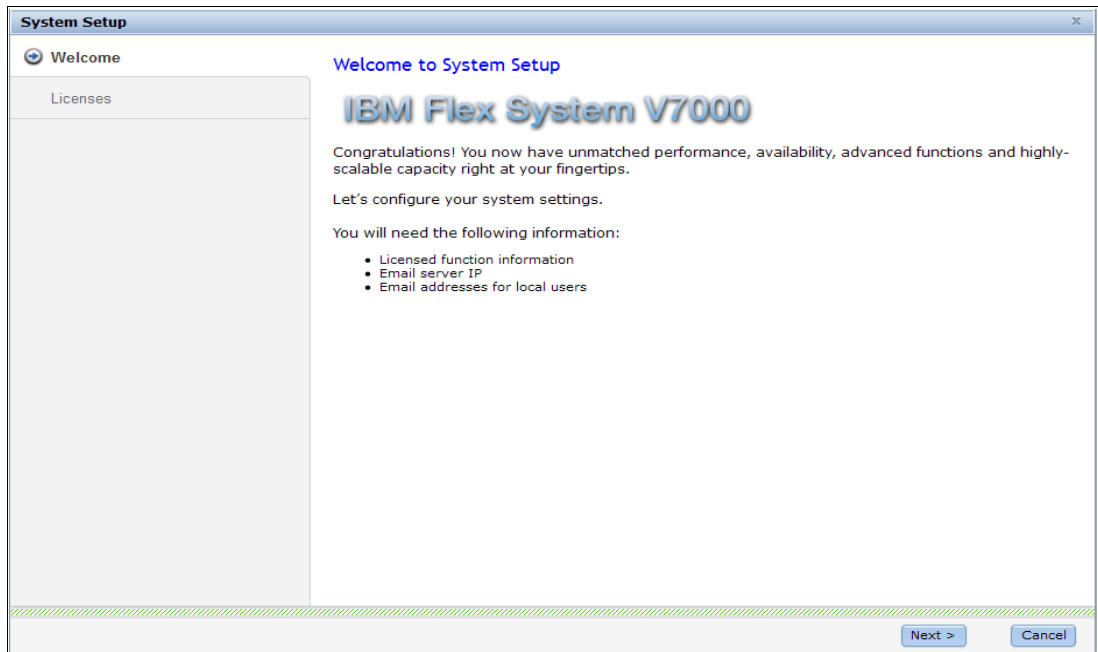 System Setup
x
Welcome
Licenses
Welcome to System Setup
IBM Flex System V7000
Congratulations! You now have unmatched performance, availability, advanced functions and highly-
scalable capacity right at your fingertips.
Let´s configure your system settings.
You will need the following information:
• Licensed function information
• Email server IP
• Email addresses for local users
Next >
Cancel